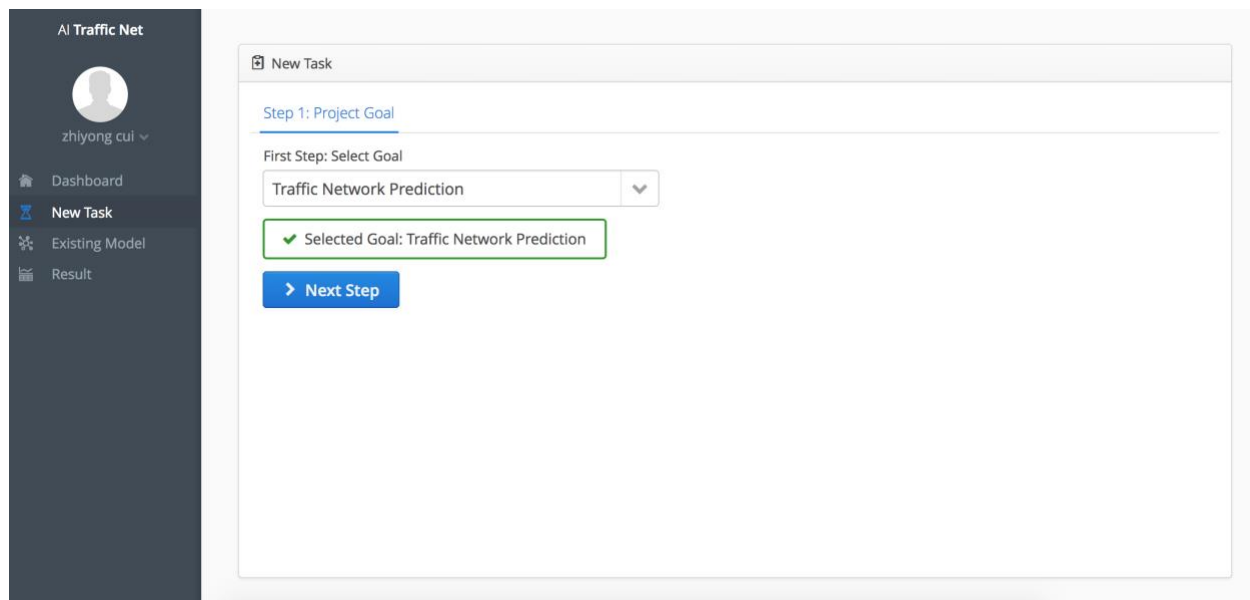 AI Traffic Net
zhiyong cui
Dashboard
New Task
Existing Model
Result
New Task
Step 1: Project Goal
First Step: Select Goal
Traffic Network Prediction
Selected Goal: Traffic Network Prediction
Next Step